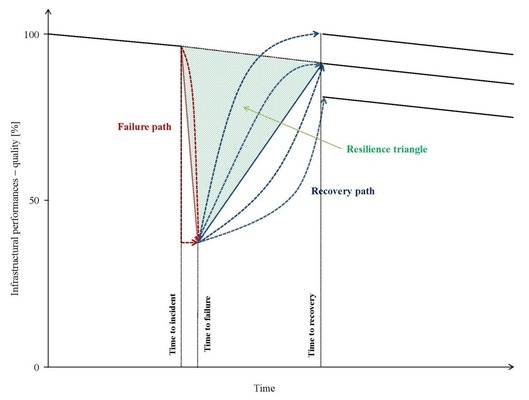 Infrastructural performances – quality [%]
100
50
0
Failure path
Resilience triangle
Recovery path
Time to incident
Time to failure
Time to recovery
Time